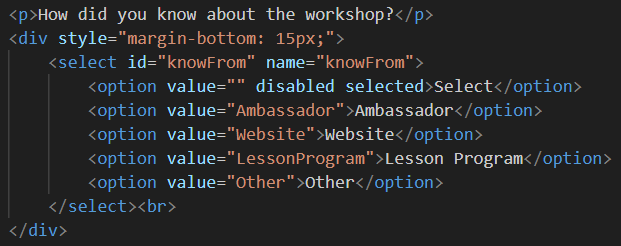 <p>How did you know about the workshop?</p>
<div style="margin-bottom: 15px;">
<select id="knowFrom" name="knowFrom">
<option value="" disabled selected>Select</option>
<option value="Ambassador">Ambassador</option>
<option value="Website">Website</option>
<option value="LessonProgram">Lesson Program</option>
<option value="Other">Other</option>
</select><br>
</div>